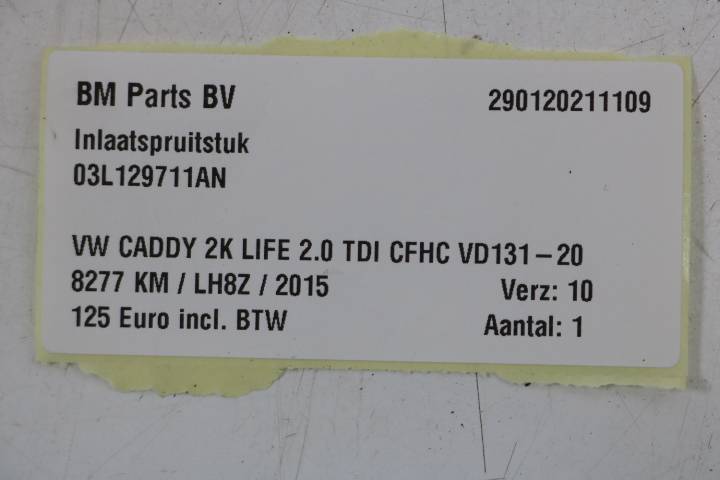 BM Parts BV 290120211109
Inlaatspruitstuk
03L129711AN
VW CADDY 2K LIFE 2.0 TDI CFHC VD131-20
8277 KM / LH8Z / 2015 Verz: 10
125 Euro incl. BTW Aantal: 1